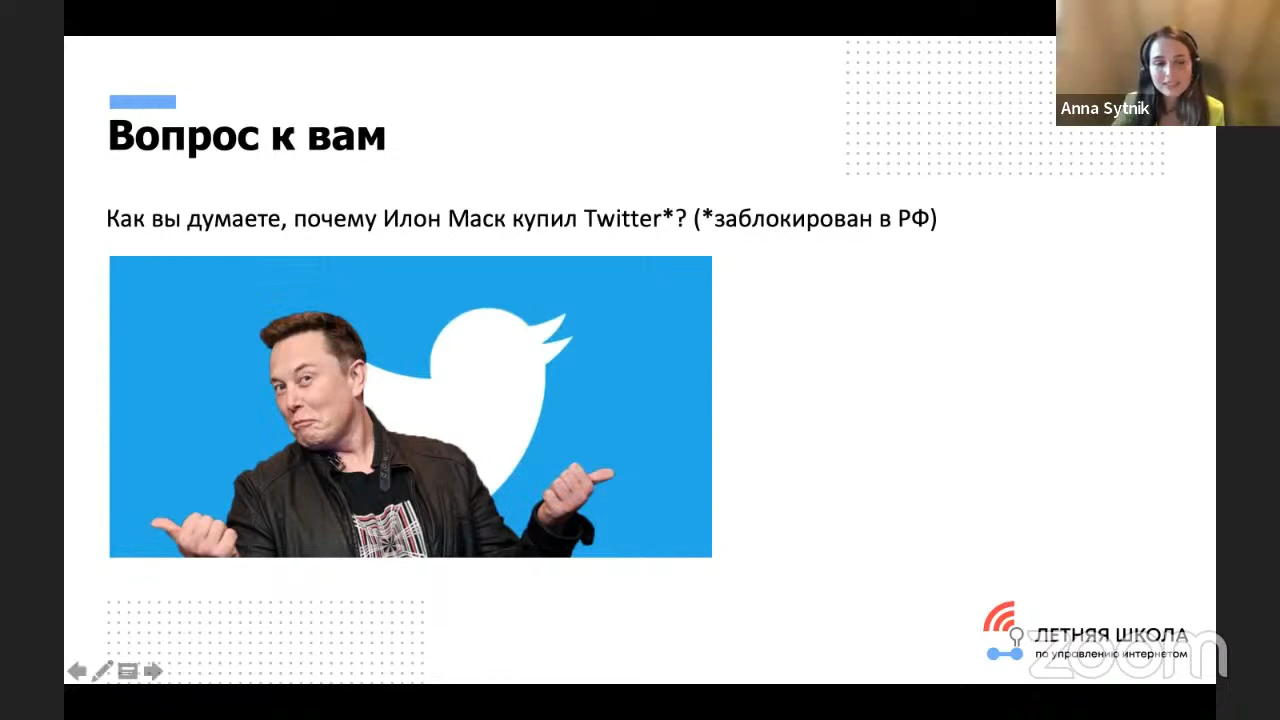 Anna Sytnik
Вопрос к вам
Как вы думаете, почему Илон Маск купил Twitter*? (*заблокирован в РФ)
ЛЕТНЯЯ ШКОЛА
по управлению интернетом
zoom